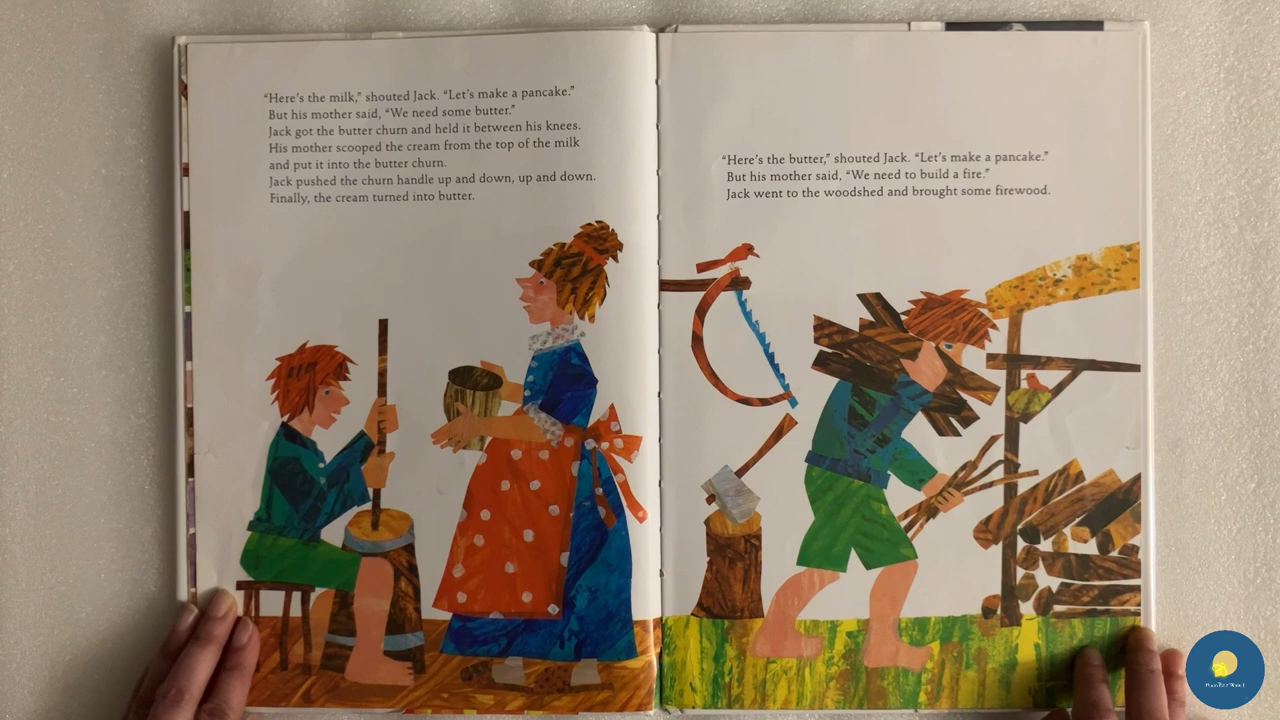 “Here’s the milk,” shouted Jack. “Let’s make a pancake.”
But his mother said, “We need some butter.”
Jack got the butter churn and held it between his knees.
His mother scooped the cream from the top of the milk
and put it into the butter churn.
Jack pushed the churn handle up and down, up and down.
Finally, the cream turned into butter.
“Here’s the butter,” shouted Jack. “Let’s make a pancake.”
But his mother said, “We need to build a fire.”
Jack went to the woodshed and brought some firewood.